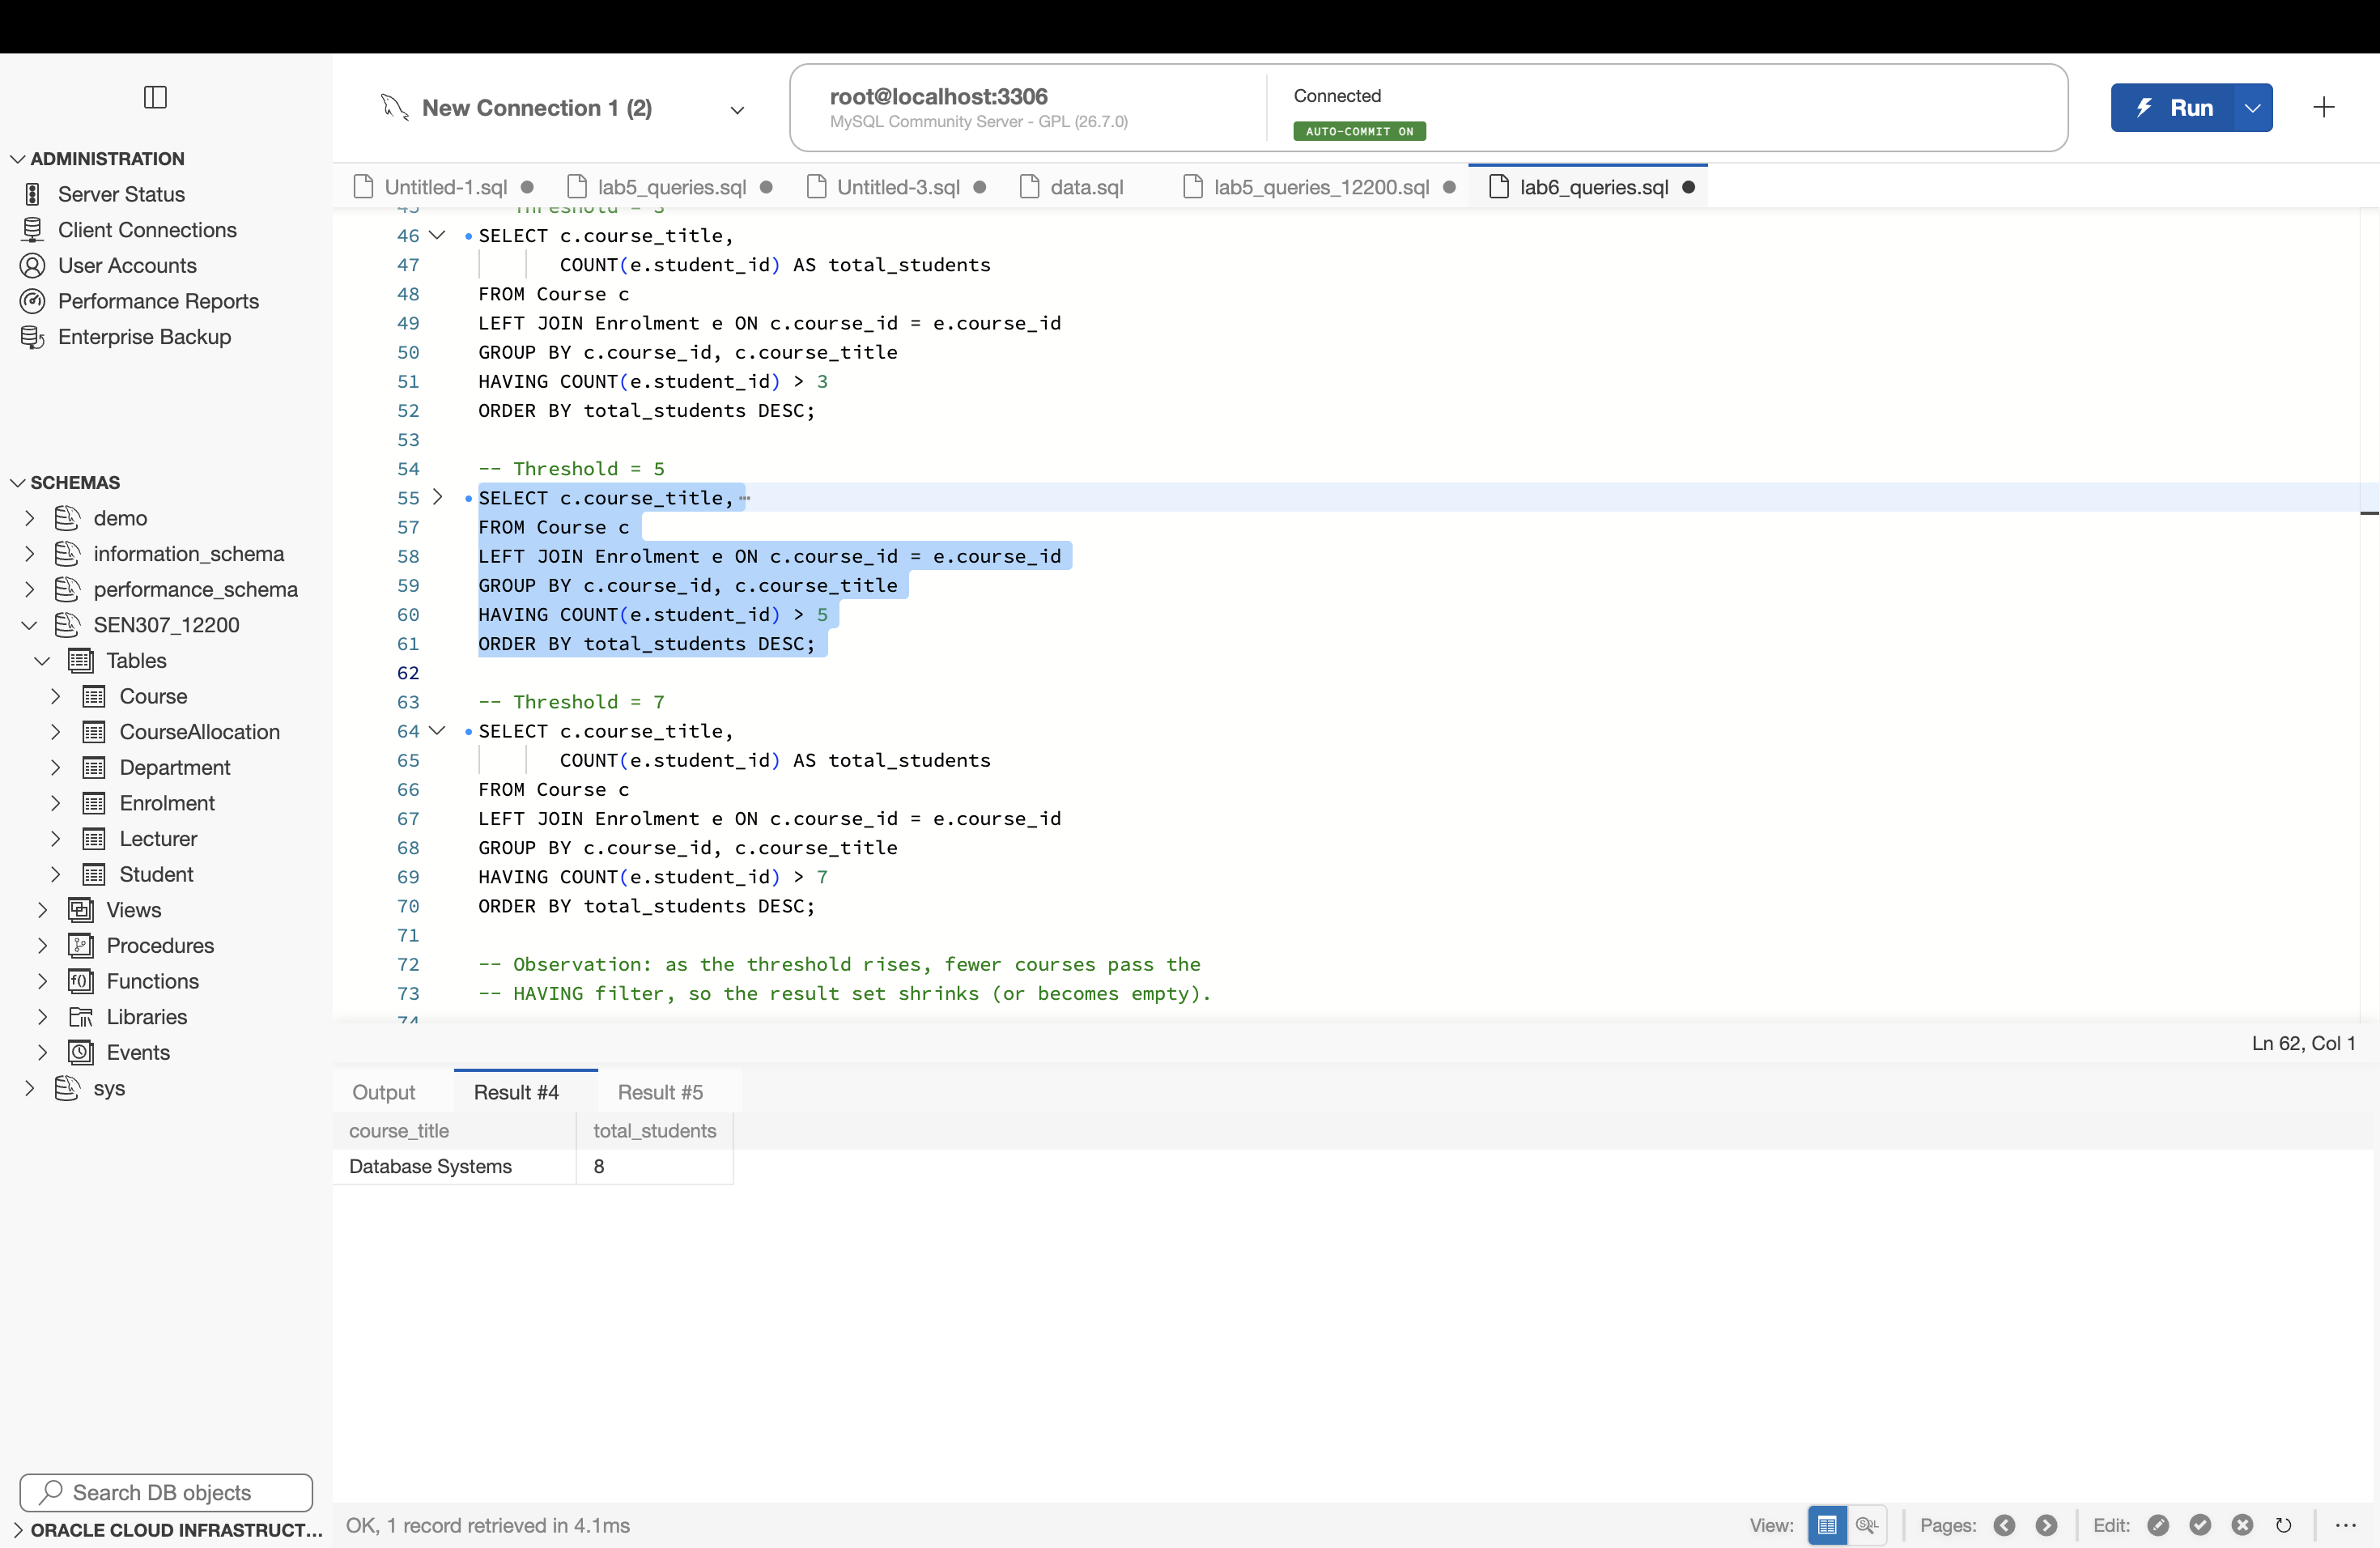 New Connection 1 (2)
root@localhost:3306
MySQL Community Server - GPL (26.7.0)
Connected
AUTO-COMMIT ON
Run
ADMINISTRATION
Server Status
Client Connections
User Accounts
Performance Reports
Enterprise Backup
SCHEMAS
demo
information_schema
performance_schema
SEN307_12200
Tables
Course
CourseAllocation
Department
Enrolment
Lecturer
Student
Views
Procedures
Functions
Libraries
Events
sys
Search DB objects
ORACLE CLOUD INFRASTRUCT...
Untitled-1.sql
lab5_queries.sql
Untitled-3.sql
data.sql
lab5_queries_12200.sql
lab6_queries.sql
45 -- Threshold = 3
46 SELECT c.course_title,
47 COUNT(e.student_id) AS total_students
48 FROM Course c
49 LEFT JOIN Enrolment e ON c.course_id = e.course_id
50 GROUP BY c.course_id, c.course_title
51 HAVING COUNT(e.student_id) > 3
52 ORDER BY total_students DESC;
53
54 -- Threshold = 5
55 SELECT c.course_title,…
57 FROM Course c
58 LEFT JOIN Enrolment e ON c.course_id = e.course_id
59 GROUP BY c.course_id, c.course_title
60 HAVING COUNT(e.student_id) > 5
61 ORDER BY total_students DESC;
62
63 -- Threshold = 7
64 SELECT c.course_title,
65 COUNT(e.student_id) AS total_students
66 FROM Course c
67 LEFT JOIN Enrolment e ON c.course_id = e.course_id
68 GROUP BY c.course_id, c.course_title
69 HAVING COUNT(e.student_id) > 7
70 ORDER BY total_students DESC;
71
72 -- Observation: as the threshold rises, fewer courses pass the
73 -- HAVING filter, so the result set shrinks (or becomes empty).
74
Ln 62, Col 1
Output Result #4 Result #5
course_title total_students
Database Systems 8
OK, 1 record retrieved in 4.1ms
View: SQL Pages: Edit: